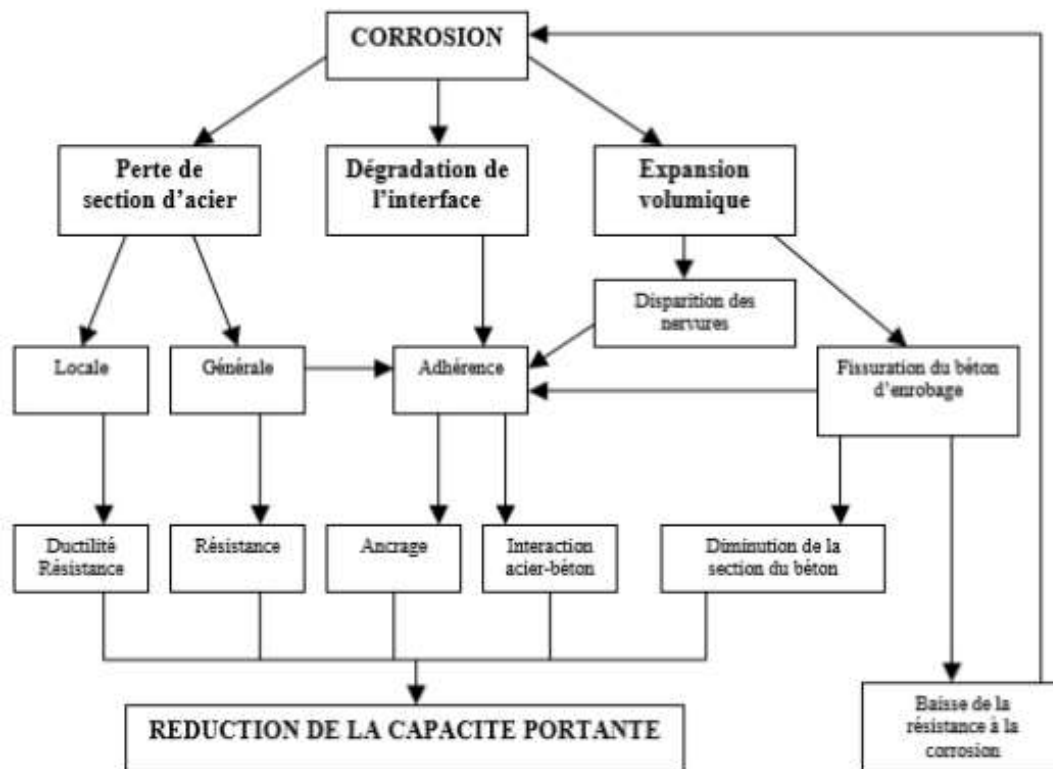 CORROSION
Perte de
section d'acier
Dégradation de
l'interface
Expansion
volumique
Disparition des
nervures
Locale
Générale
Adhérence
Fissuration du béton
d'enrobage
Ductilité
Résistance
Résistance
Ancrage
Interaction
acier-béton
Diminution de la
section du béton
REDUCTION DE LA CAPACITE PORTANTE
Baisse de la
résistance à la
corrosion